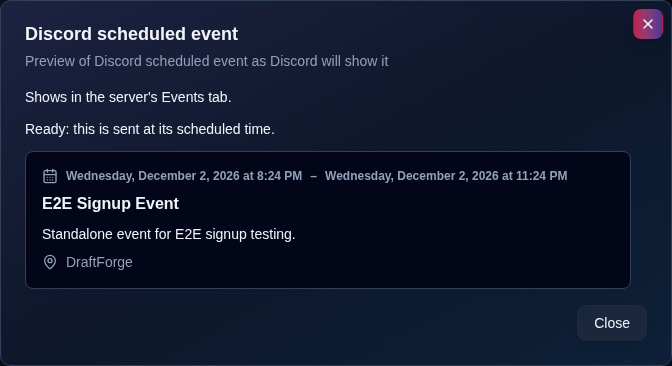 Discord scheduled event
Preview of Discord scheduled event as Discord will show it
Shows in the server's Events tab.
Ready: this is sent at its scheduled time.
Wednesday, December 2, 2026 at 8:24 PM – Wednesday, December 2, 2026 at 11:24 PM
E2E Signup Event
Standalone event for E2E signup testing.
DraftForge
Close